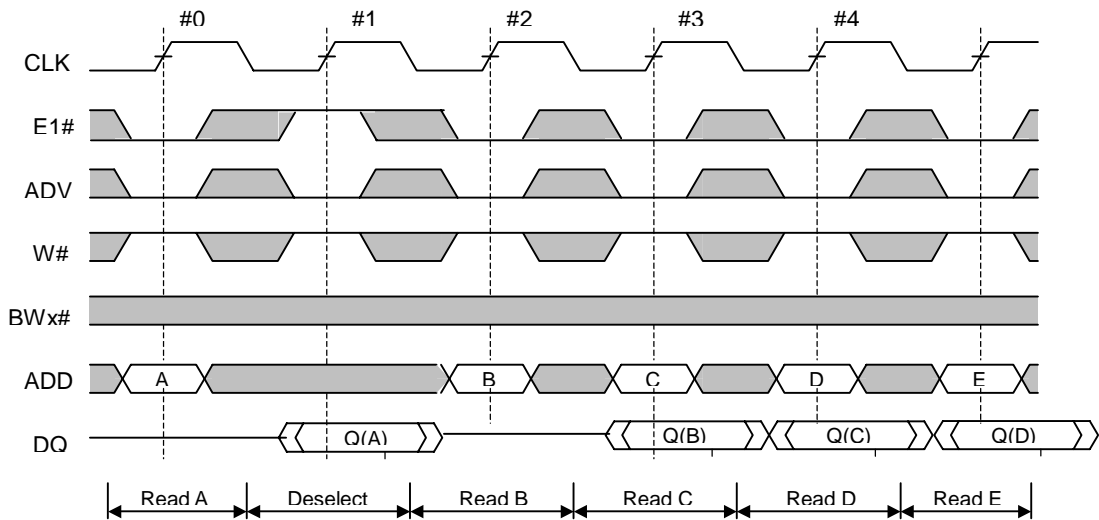 #0 #1 #2 #3 #4
CLK
E1#
ADV
W#
BWx#
ADD A B C D E
DQ Q(A) Q(B) Q(C) Q(D)
Read A Deselect Read B Read C Read D Read E